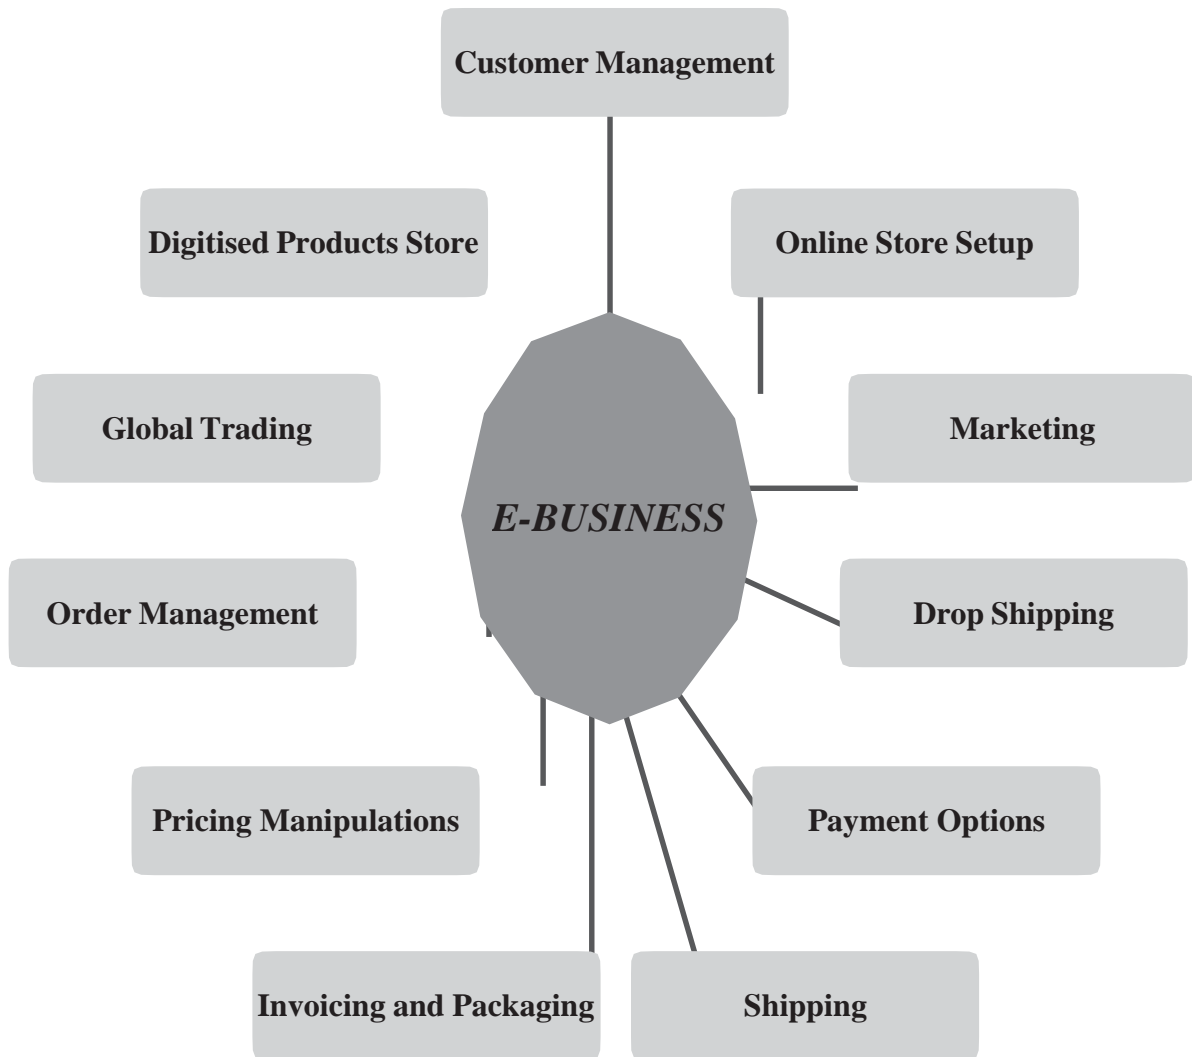 Customer Management
Digitised Products Store
Online Store Setup
Global Trading
Marketing
E-BUSINESS
Order Management
Drop Shipping
Pricing Manipulations
Payment Options
Invoicing and Packaging
Shipping